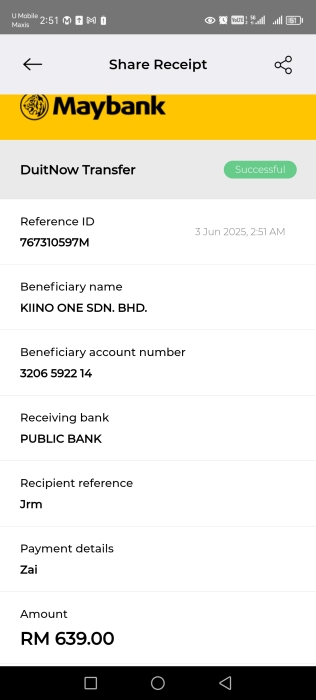 U Mobile
Maxis 2:51
Share Receipt
Maybank
DuitNow Transfer
Successful
Reference ID
767310597M
3 Jun 2025, 2:51 AM
Beneficiary name
KIINO ONE SDN. BHD.
Beneficiary account number
3206 5922 14
Receiving bank
PUBLIC BANK
Recipient reference
Jrm
Payment details
Zai
Amount
RM 639.00